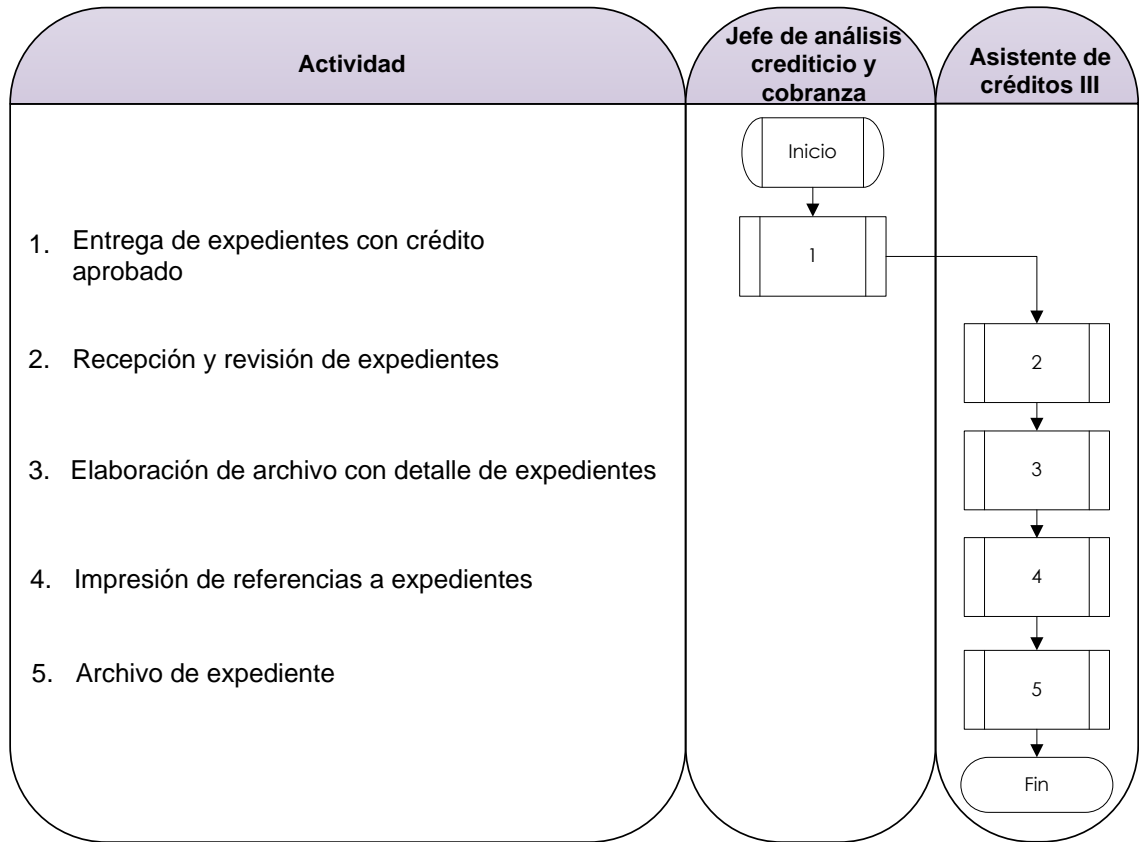 Actividad
Jefe de análisis
crediticio y
cobranza
Asistente de
créditos III
Inicio
1. Entrega de expedientes con crédito
aprobado
1
2. Recepción y revisión de expedientes
2
3. Elaboración de archivo con detalle de expedientes
3
4. Impresión de referencias a expedientes
4
5. Archivo de expediente
5
Fin